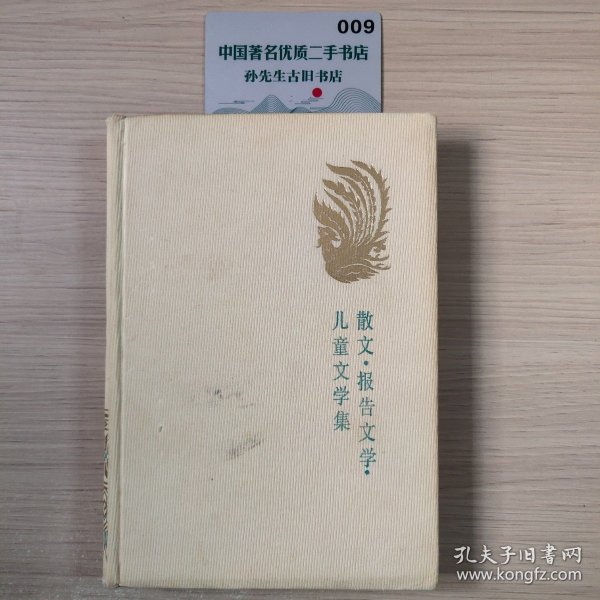 009
中国著名优质二手书店
孙先生古旧书店
散文·报告文学·
儿童文学集
孔夫子旧书网
www.kongfz.com